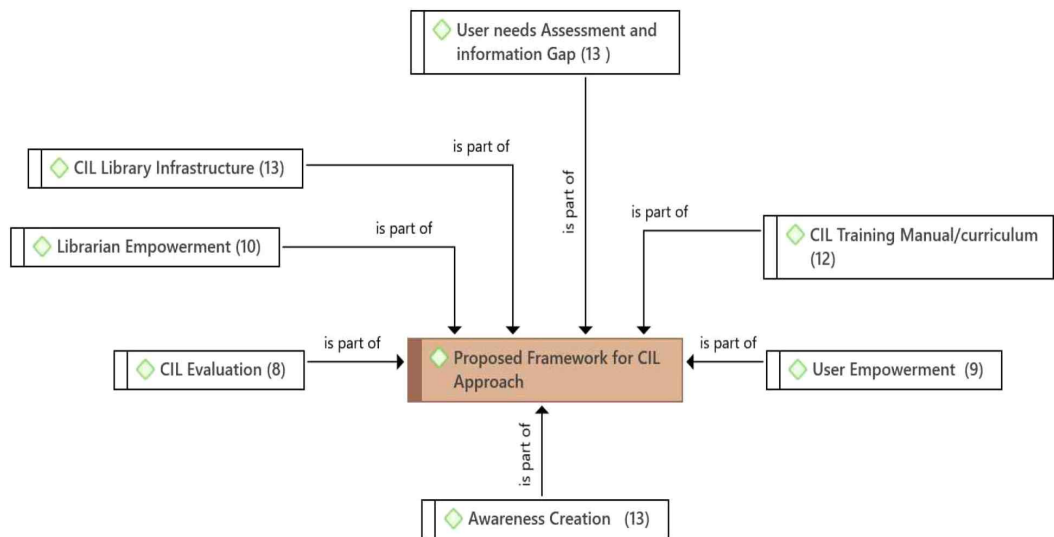 User needs Assessment and
information Gap (13 )
is part of
CIL Library Infrastructure (13)
is part of
is part of
is part of
Librarian Empowerment (10)
CIL Training Manual/curriculum
(12)
is part of
CIL Evaluation (8)
Proposed Framework for CIL
Approach
is part of
User Empowerment (9)
is part of
Awareness Creation (13)